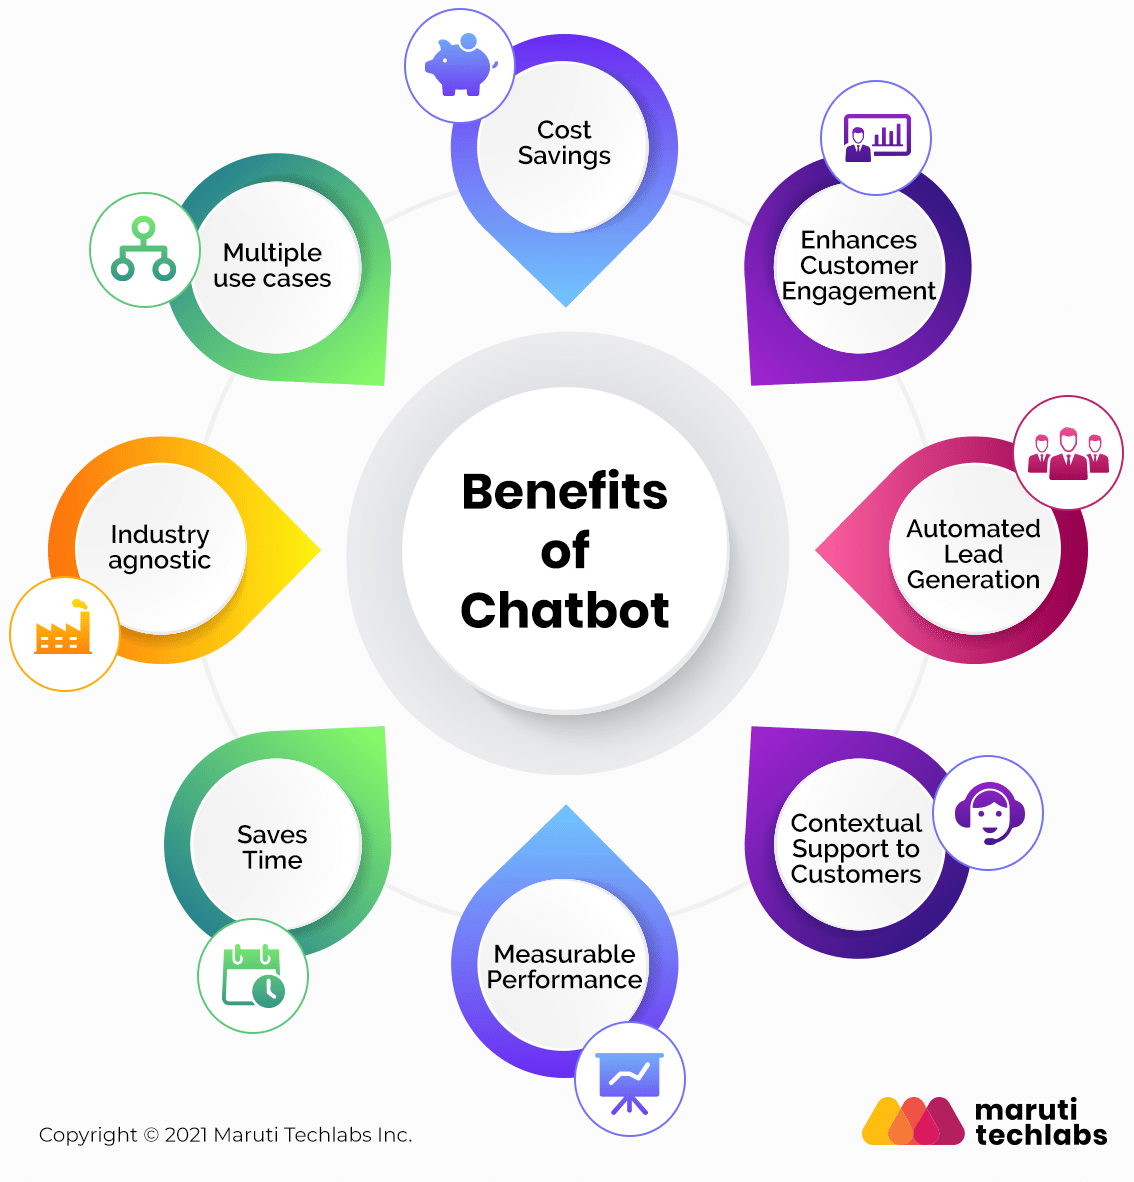 Cost
Savings
Enhances
Customer
Engagement
Automated
Lead
Generation
Contextual
Support to
Customers
Measurable
Performance
Saves
Time
Industry
agnostic
Multiple
use cases
Benefits
of
Chatbot
Copyright © 2021 Maruti Techlabs Inc.
maruti
techlabs